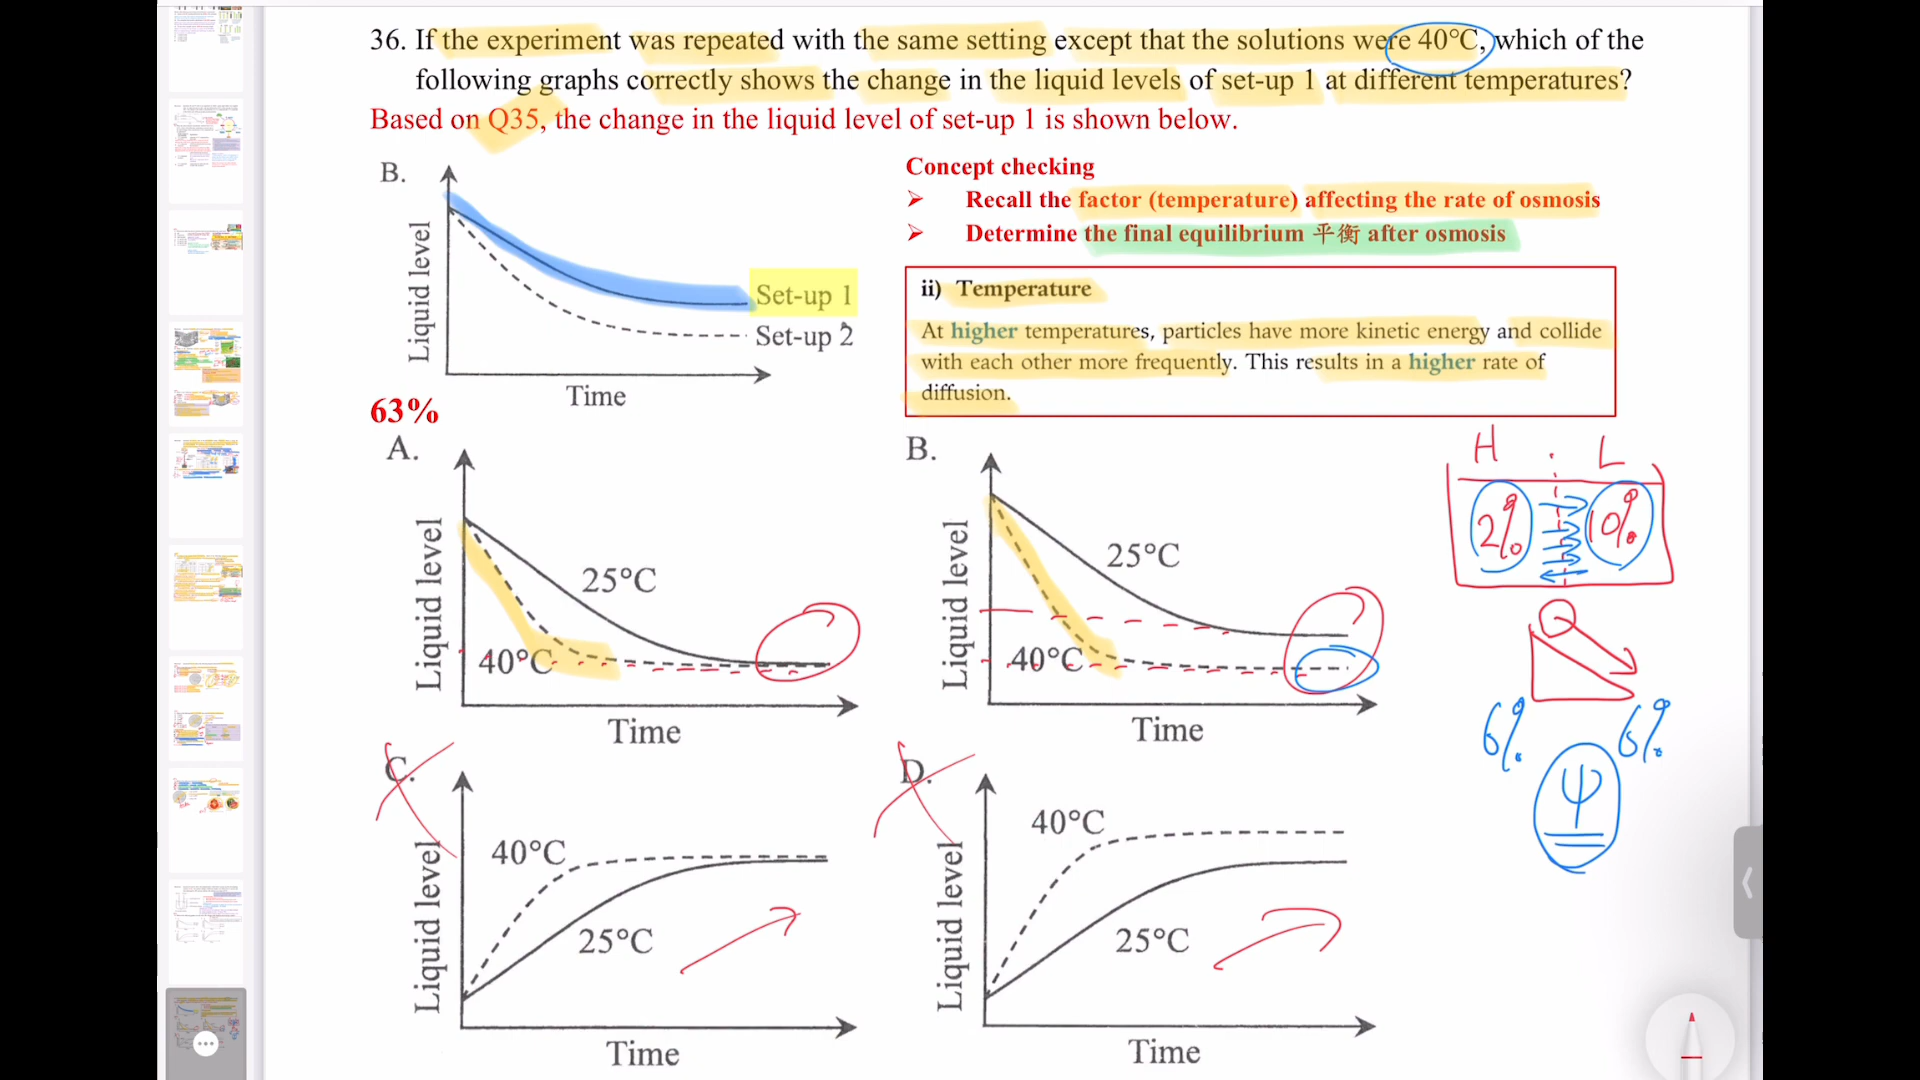 36. If the experiment was repeated with the same setting except that the solutions were 40°C, which of the
following graphs correctly shows the change in the liquid levels of set-up 1 at different temperatures?
Based on Q35, the change in the liquid level of set-up 1 is shown below.
B.
Liquid level
Set-up 1
Set-up 2
Time
63%
Concept checking
➢ Recall the factor (temperature) affecting the rate of osmosis
➢ Determine the final equilibrium 平衡 after osmosis
ii) Temperature
At higher temperatures, particles have more kinetic energy and collide
with each other more frequently. This results in a higher rate of
diffusion.
A.
Liquid level
25°C
40°C
Time
B.
Liquid level
25°C
40°C
Time
H L
2% 10%
6% 6%
Ψ
C.
Liquid level
40°C
25°C
Time
D.
Liquid level
40°C
25°C
Time